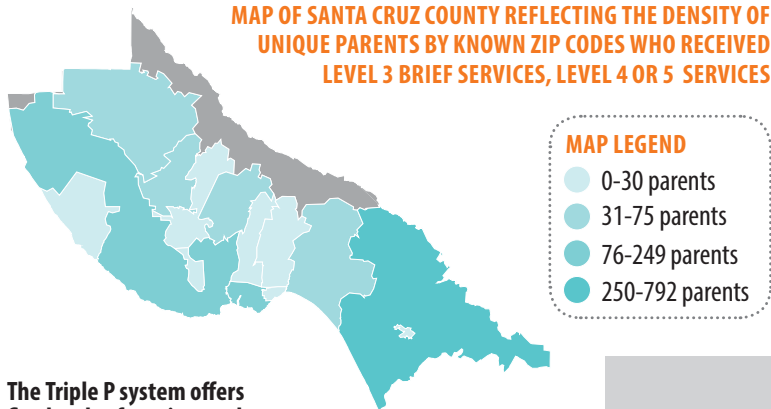 MAP OF SANTA CRUZ COUNTY REFLECTING THE DENSITY OF
UNIQUE PARENTS BY KNOWN ZIP CODES WHO RECEIVED
LEVEL 3 BRIEF SERVICES, LEVEL 4 OR 5 SERVICES
MAP LEGEND
0-30 parents
31-75 parents
76-249 parents
250-792 parents
The Triple P system offers